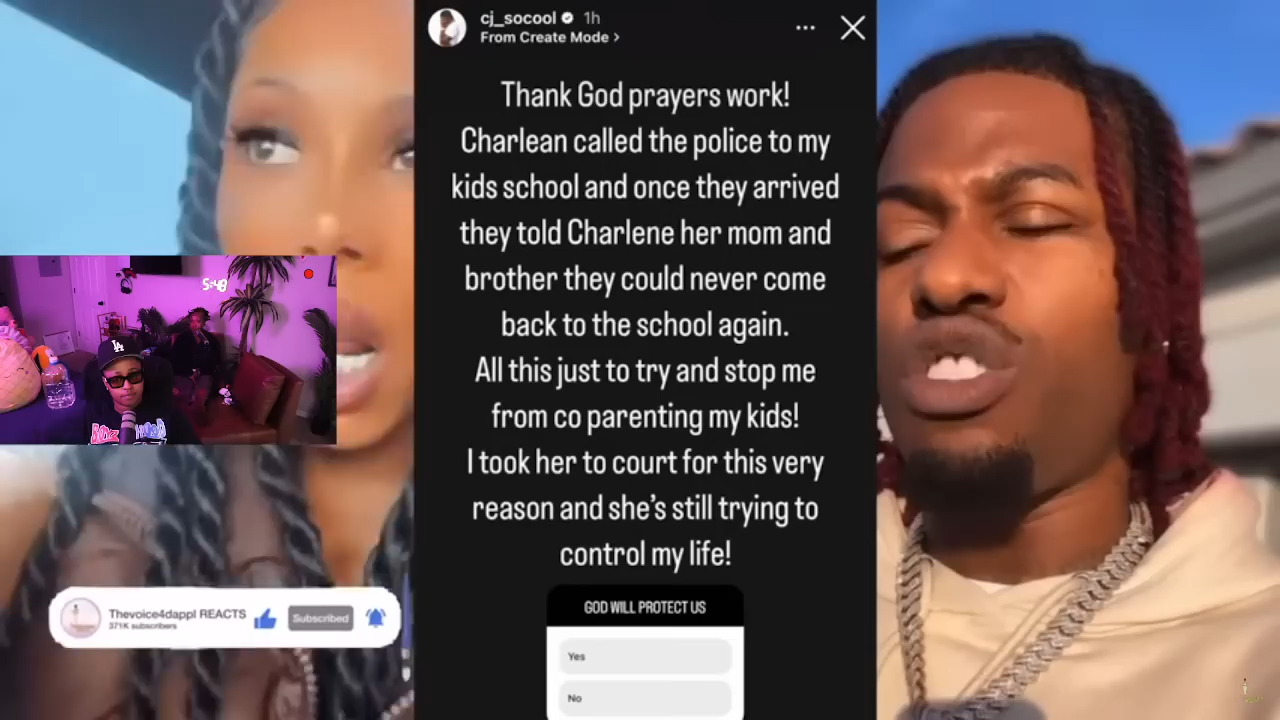 cj_socool 1h
From Create Mode >
Thank God prayers work!
Charlean called the police to my
kids school and once they arrived
they told Charlene her mom and
brother they could never come
back to the school again.
All this just to try and stop me
from co parenting my kids!
I took her to court for this very
reason and she’s still trying to
control my life!
GOD WILL PROTECT US
Yes
No
5:48
LA
Thevoice4dappl REACTS
371K subscribers
Subscribed